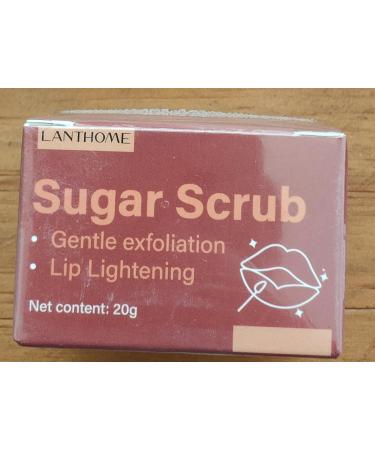 LANTHOME
Sugar Scrub
• Gentle exfoliation
• Lip Lightening
Net content: 20g